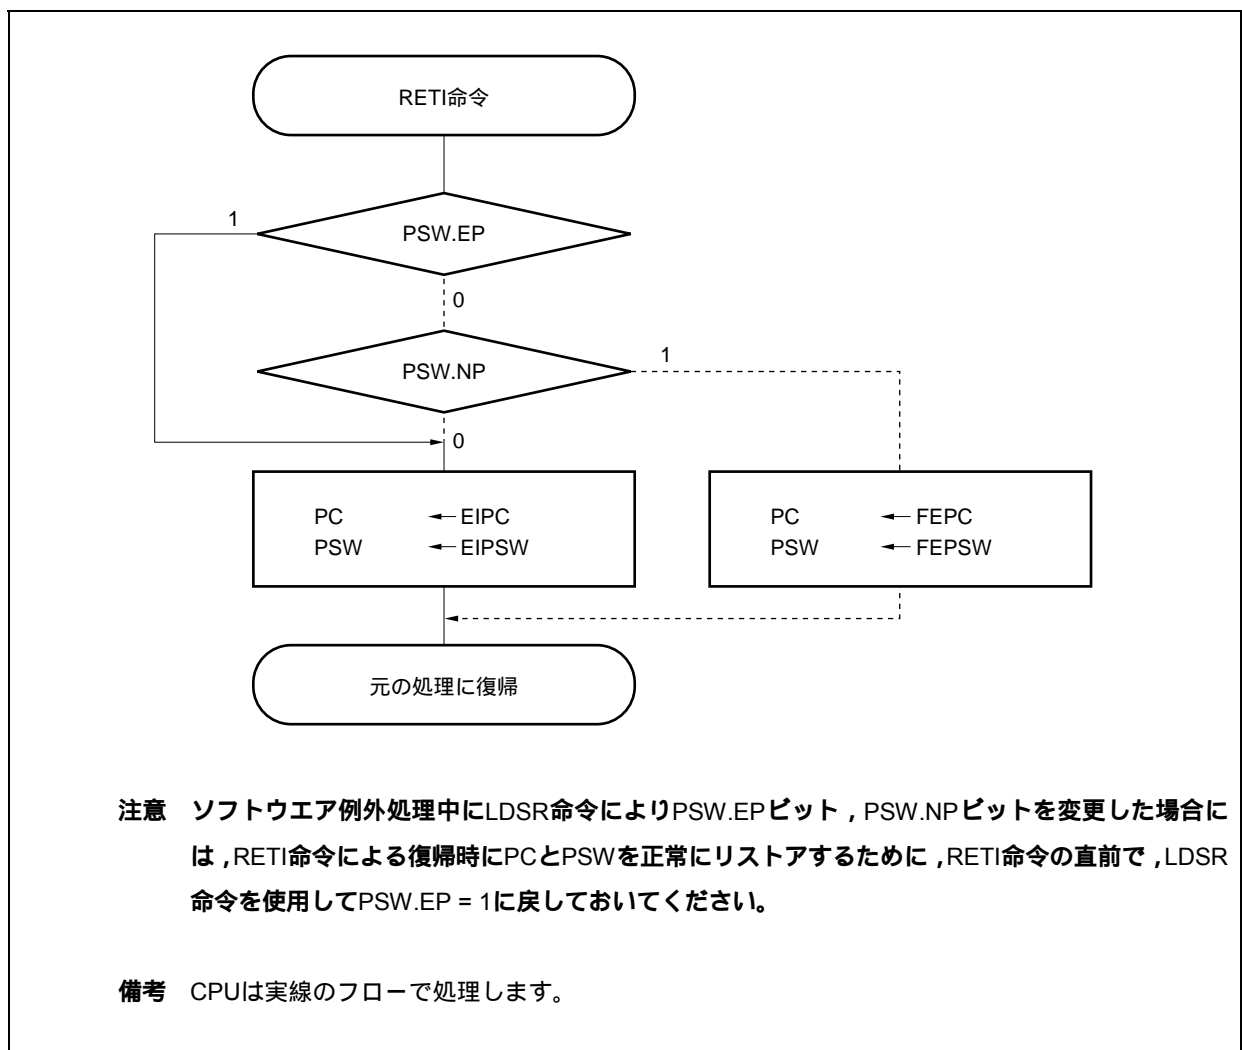 RETI命令
PSW.EP
1
0
PSW.NP
1
0
PC ← EIPC
PSW ← EIPSW
PC ← FEPC
PSW ← FEPSW
元の処理に復帰
注意 ソフトウエア例外処理中にLDSR命令によりPSW.EPビット，PSW.NPビットを変更した場合に
は，RETI命令による復帰時にPCとPSWを正常にリストアするために，RETI命令の直前で，LDSR
命令を使用してPSW.EP = 1に戻しておいてください。
備考 CPUは実線のフローで処理します。